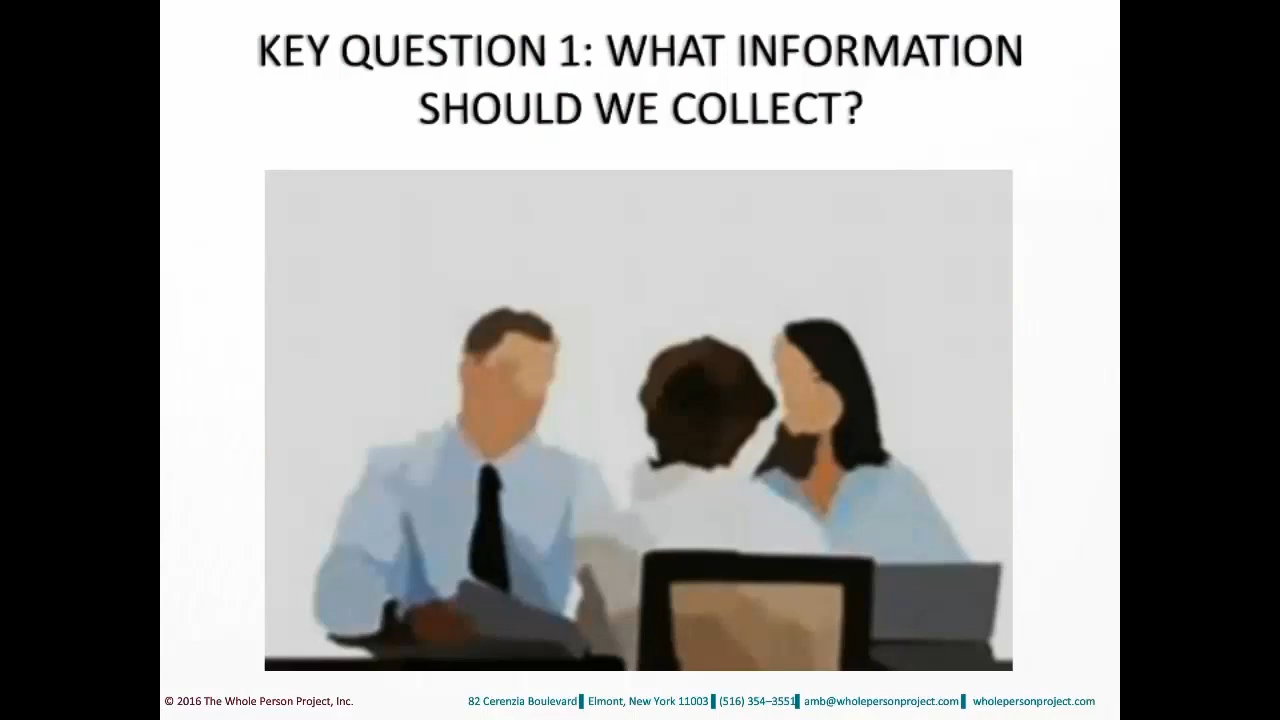 KEY QUESTION 1: WHAT INFORMATION
SHOULD WE COLLECT?
© 2016 The Whole Person Project, Inc.
82 Cerenzia Boulevard▌ Elmont, New York 11003 ▌(516) 354–3551▌ amb@wholepersonproject.com ▌ wholepersonproject.com